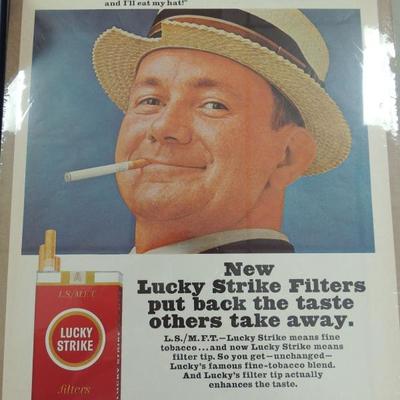 and I'll eat my hat!"
New
Lucky Strike Filters
put back the taste
others take away.
L.S./M.F.T.—Lucky Strike means fine
tobacco...and now Lucky Strike means
filter tip. So you get—unchanged—
Lucky's famous fine-tobacco blend.
And Lucky's filter tip actually
enhances the taste.
L.S./M.F.T.
LUCKY
STRIKE
filters
LUCKY STRIKE